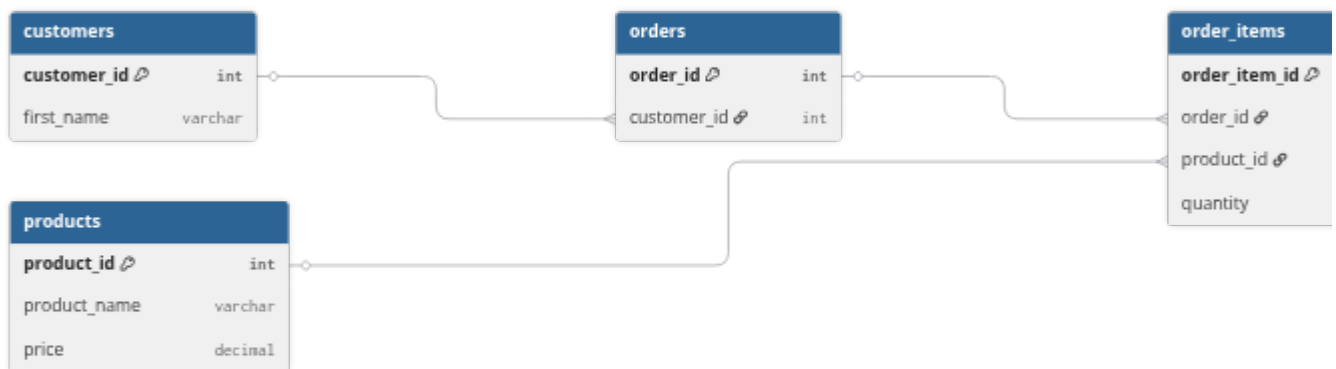 customers
customer_id int
first_name varchar
orders
order_id int
customer_id int
order_items
order_item_id
order_id
product_id
quantity
products
product_id int
product_name varchar
price decimal